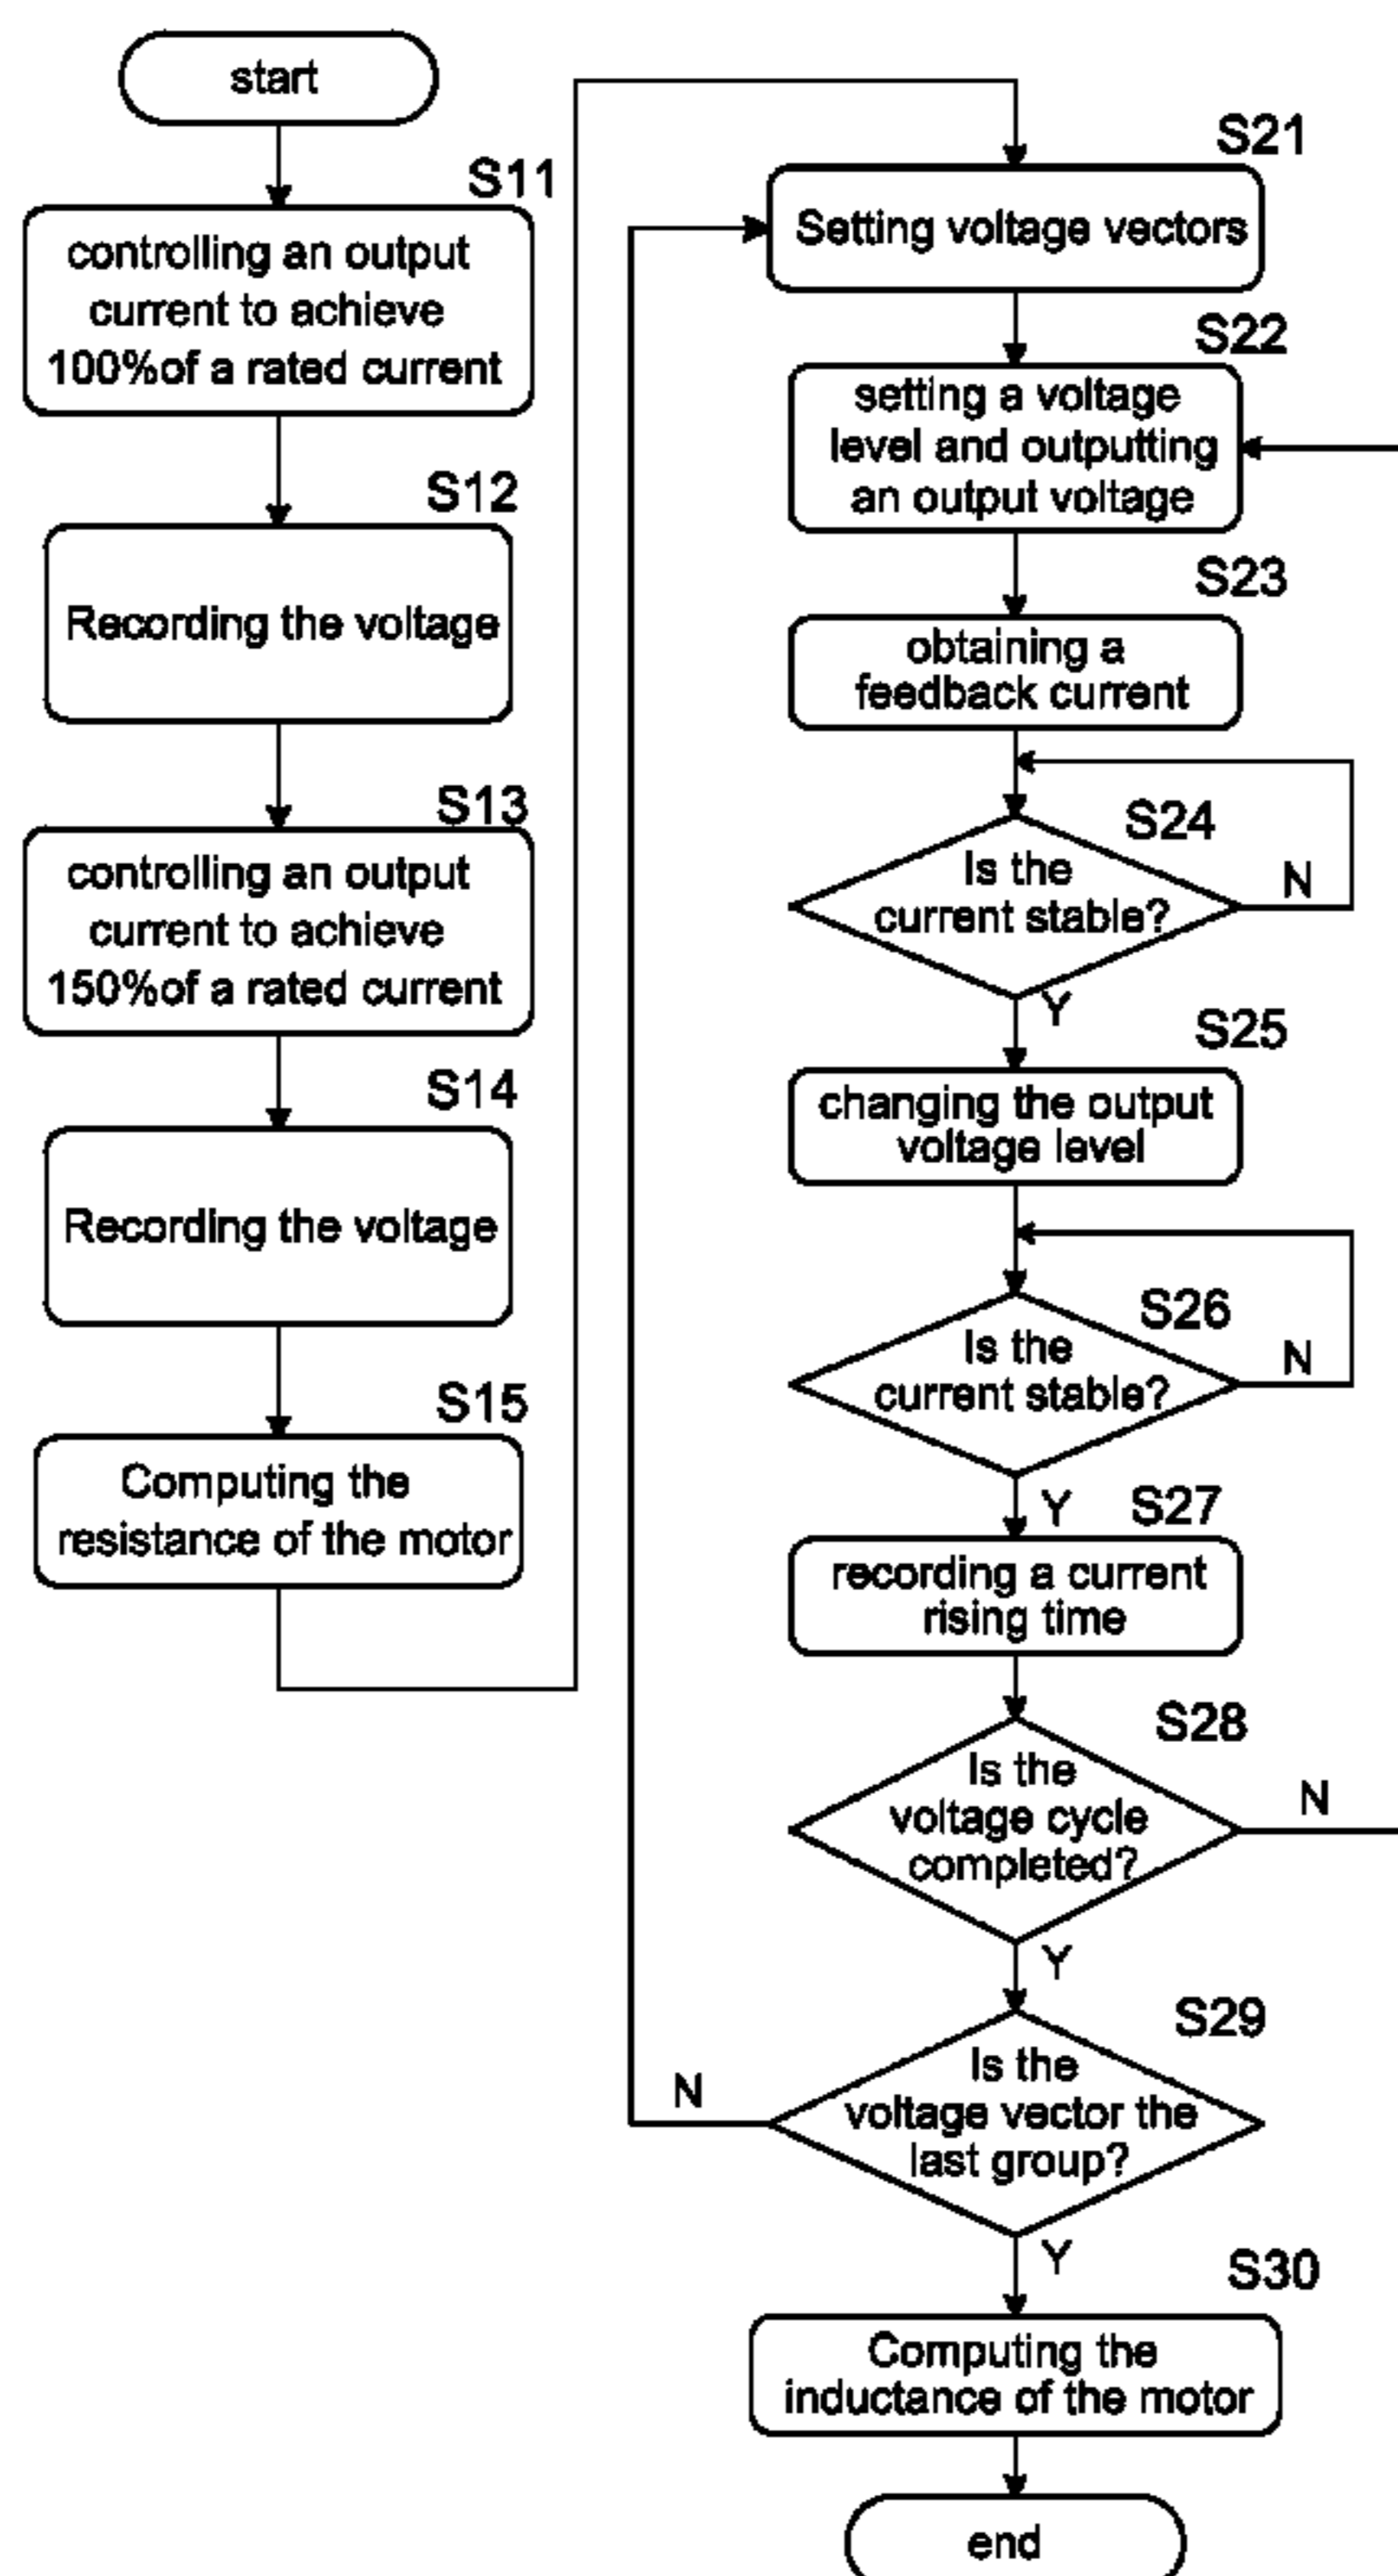 start
S11
controlling an output
current to achieve
100%of a rated current
S12
Recording the voltage
S13
controlling an output
current to achieve
150%of a rated current
S14
Recording the voltage
S15
Computing the
resistance of the motor
S21
Setting voltage vectors
S22
setting a voltage
level and outputting
an output voltage
S23
obtaining a
feedback current
S24
Is the
current stable?
N
Y
S25
changing the output
voltage level
S26
Is the
current stable?
N
Y
S27
recording a current
rising time
S28
Is the
voltage cycle
completed?
N
Y
S29
Is the
voltage vector the
last group?
N
Y
S30
Computing the
inductance of the motor
end